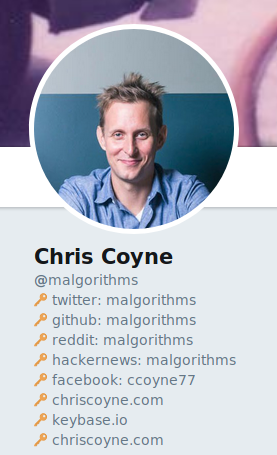 Chris Coyne
@malgorithms
twitter: malgorithms
github: malgorithms
reddit: malgorithms
hackernews: malgorithms
facebook: ccoyne77
chriscoyne.com
keybase.io
chriscoyne.com